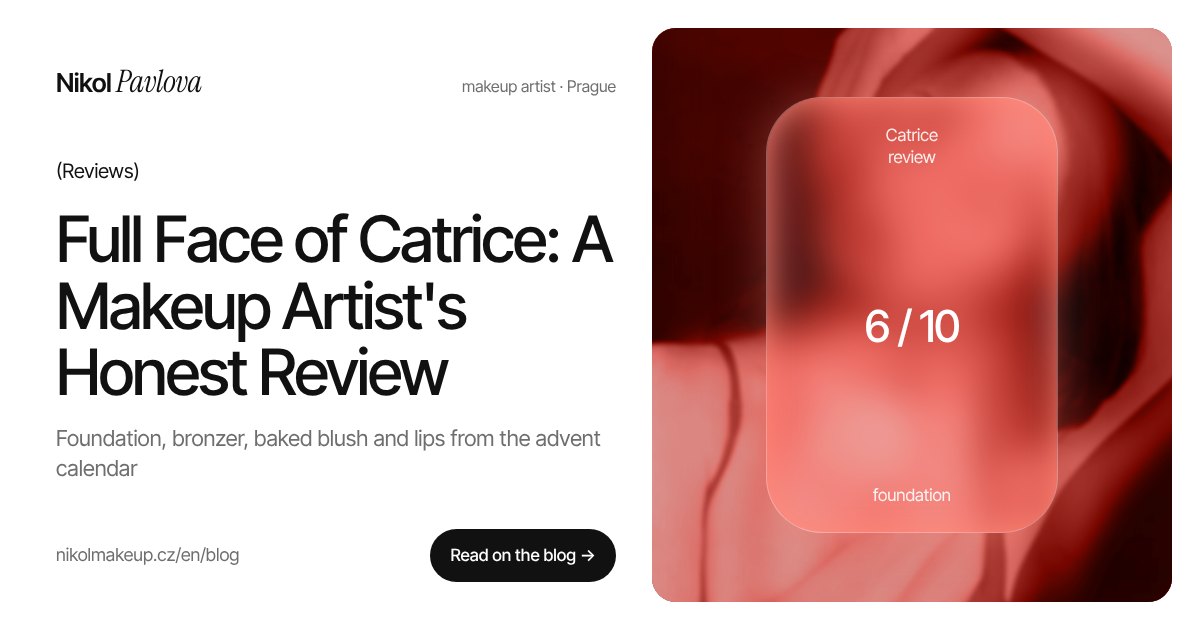 Nikol Pavlova
makeup artist · Prague
(Reviews)
Full Face of Catrice: A
Makeup Artist's
Honest Review
Foundation, bronzer, baked blush and lips from the advent
calendar
nikolmakeup.cz/en/blog
Read on the blog →
Catrice
review
6 / 10
foundation